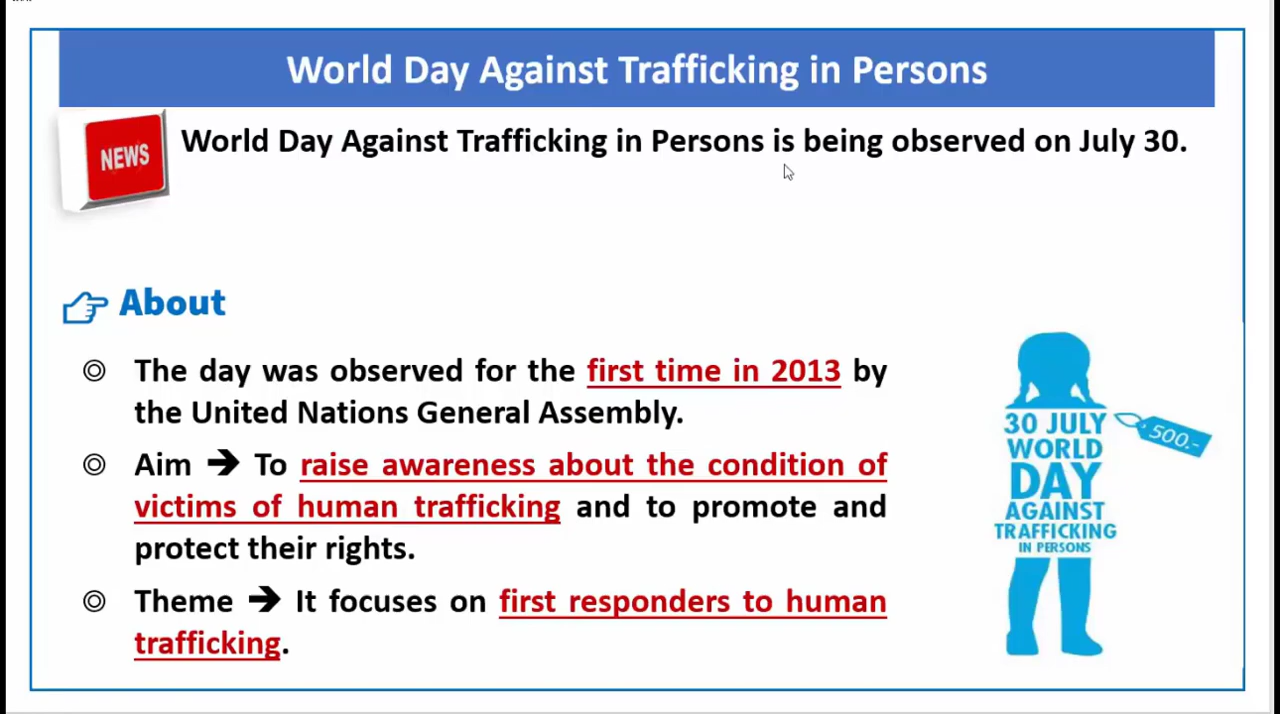 World Day Against Trafficking in Persons
NEWS
World Day Against Trafficking in Persons is being observed on July 30.
About
◎ The day was observed for the first time in 2013 by
the United Nations General Assembly.
◎ Aim ➔ To raise awareness about the condition of
victims of human trafficking and to promote and
protect their rights.
◎ Theme ➔ It focuses on first responders to human
trafficking.
30 JULY
WORLD
DAY
AGAINST
TRAFFICKING
IN PERSONS
500.-